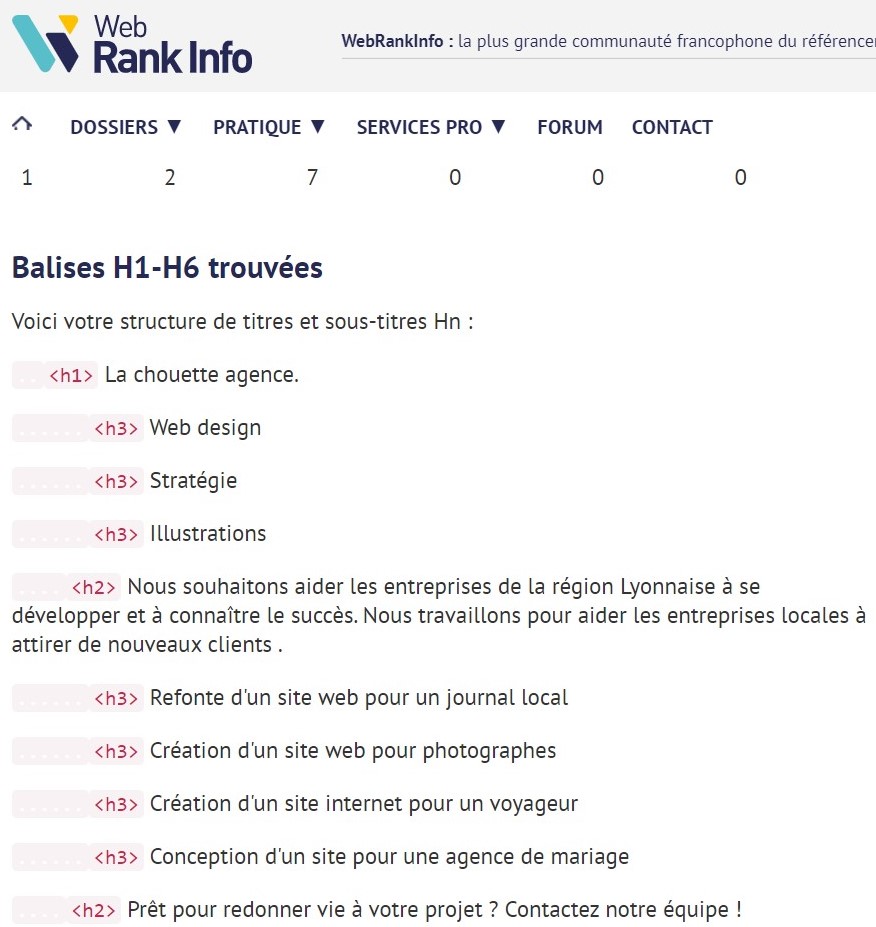 Web
Rank Info
WebRankInfo : la plus grande communauté francophone du
DOSSIERS ▼ PRATIQUE ▼ SERVICES PRO ▼ FORUM CONTACT
1 2 7 0 0 0
Balises H1-H6 trouvées
Voici votre structure de titres et sous-titres Hn :
.. <h1> La chouette agence.
...... <h3> Web design
...... <h3> Stratégie
...... <h3> Illustrations
.... <h2> Nous souhaitons aider les entreprises de la région Lyonnaise à se
développer et à connaître le succès. Nous travaillons pour aider les entreprises locales à
attirer de nouveaux clients .
...... <h3> Refonte d'un site web pour un journal local
...... <h3> Création d'un site web pour photographes
...... <h3> Création d'un site internet pour un voyageur
...... <h3> Conception d'un site pour une agence de mariage
.... <h2> Prêt pour redonner vie à votre projet ? Contactez notre équipe !